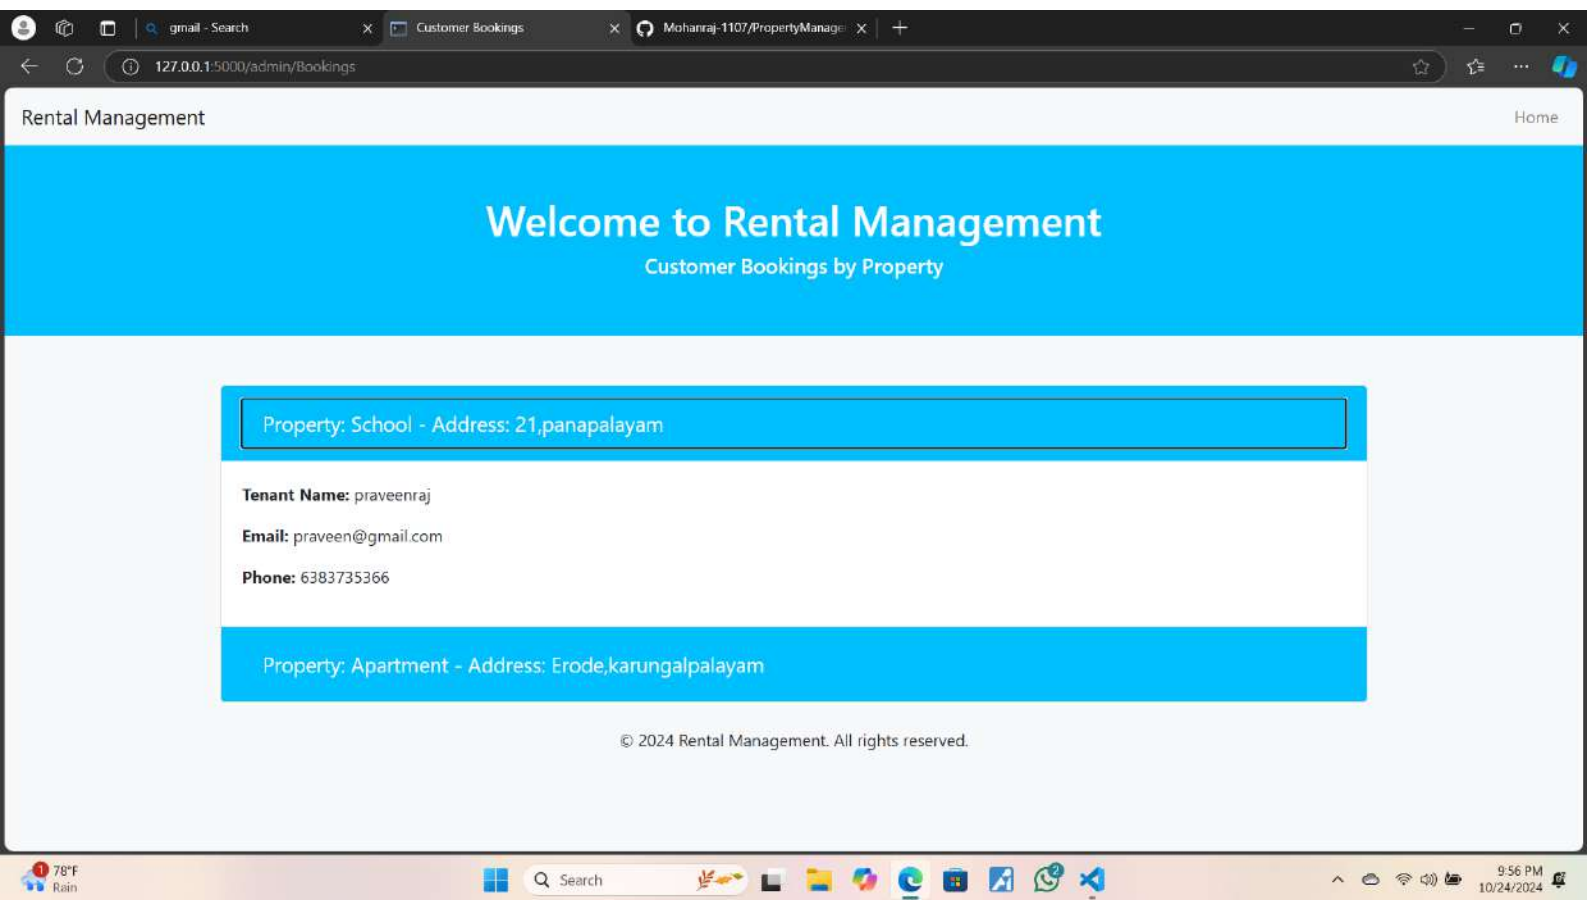 gmail - Search
Customer Bookings
Mohanraj-1107/PropertyManage
127.0.0.1:5000/admin/Bookings
Rental Management
Home
Welcome to Rental Management
Customer Bookings by Property
Property: School - Address: 21,panapalayam
Tenant Name: praveenraj
Email: praveen@gmail.com
Phone: 6383735366
Property: Apartment - Address: Erode,karungalpalayam
© 2024 Rental Management. All rights reserved.
1
78°F
Rain
Search
2
9:56 PM
10/24/2024